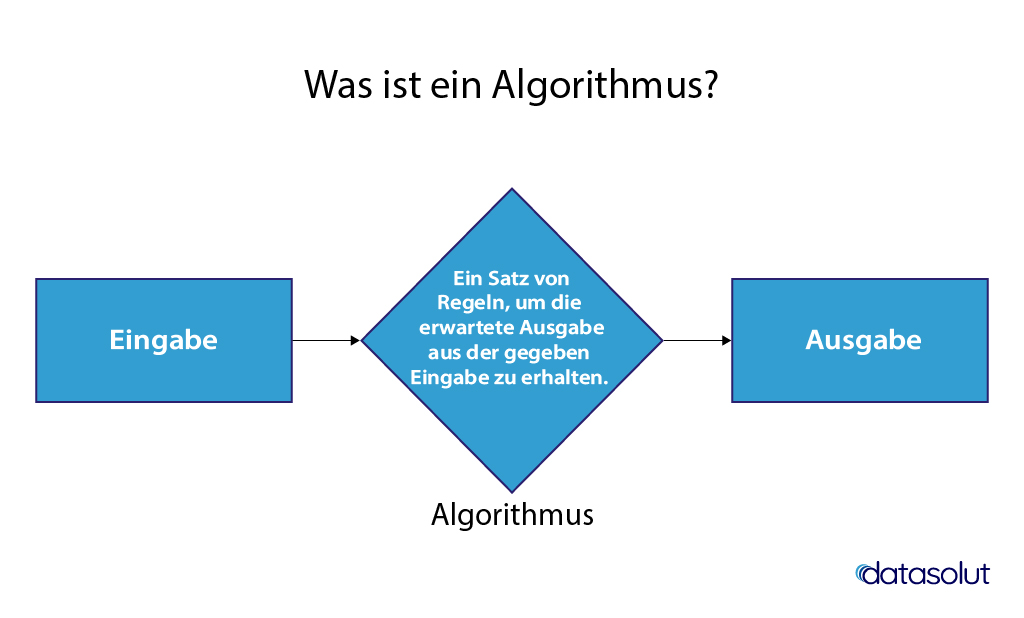 Was ist ein Algorithmus?
Eingabe
Ein Satz von
Regeln, um die
erwartete Ausgabe
aus der gegeben
Eingabe zu erhalten.
Ausgabe
Algorithmus
datasolut